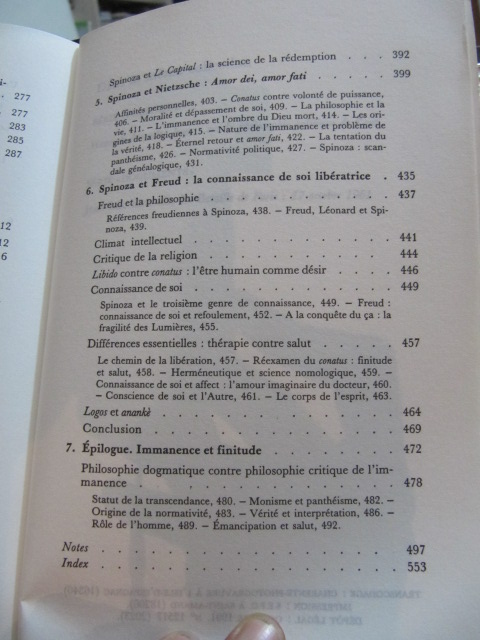 i-
277
277
283
285
287
12
12
6
Spinoza et Le Capital : la science de la rédemption . . . 392
5. Spinoza et Nietzsche : Amor dei, amor fati . . . . . 399
Affinités personnelles, 403. – Conatus contre volonté de puissance,
406. – Moralité et dépassement de soi, 409. – La philosophie et la
vie, 411. – L'immanence et l'ombre du Dieu mort, 414. – Les ori-
gines de la logique, 415. – Nature de l'immanence et problème de
la vérité, 418. – Éternel retour et amor fati, 422. – La tentation du
panthéisme, 426. – Normativité politique, 427. – Spinoza : scan-
dale généalogique, 431.
6. Spinoza et Freud : la connaissance de soi libératrice . 435
Freud et la philosophie . . . . . . . . . . . . 437
Références freudiennes à Spinoza, 438. – Freud, Léonard et Spi-
noza, 439.
Climat intellectuel . . . . . . . . . . . . . 441
Critique de la religion . . . . . . . . . . . . 444
Libido contre conatus : l'être humain comme désir . . . . 446
Connaissance de soi . . . . . . . . . . . . . 449
Spinoza et le troisième genre de connaissance, 449. – Freud :
connaissance de soi et refoulement, 452. – A la conquête du ça : la
fragilité des Lumières, 455.
Différences essentielles : thérapie contre salut . . . . . 457
Le chemin de la libération, 457. – Réexamen du conatus : finitude
et salut, 458. – Herméneutique et science nomologique, 459. –
Connaissance de soi et affect : l'amour imaginaire du docteur, 460.
– Conscience de soi et l'Autre, 461. – Le corps de l'esprit, 463.
Logos et ananké . . . . . . . . . . . . . 464
Conclusion . . . . . . . . . . . . . . . 469
7. Épilogue. Immanence et finitude . . . . . . . . 472
Philosophie dogmatique contre philosophie critique de l'im-
manence . . . . . . . . . . . . . . . 478
Statut de la transcendance, 480. – Monisme et panthéisme, 482. –
Origine de la normativité, 483. – Vérité et interprétation, 486. –
Rôle de l'homme, 489. – Émancipation et salut, 492.
Notes . . . . . . . . . . . . . . . . 497
Index . . . . . . . . . . . . . . . . 553